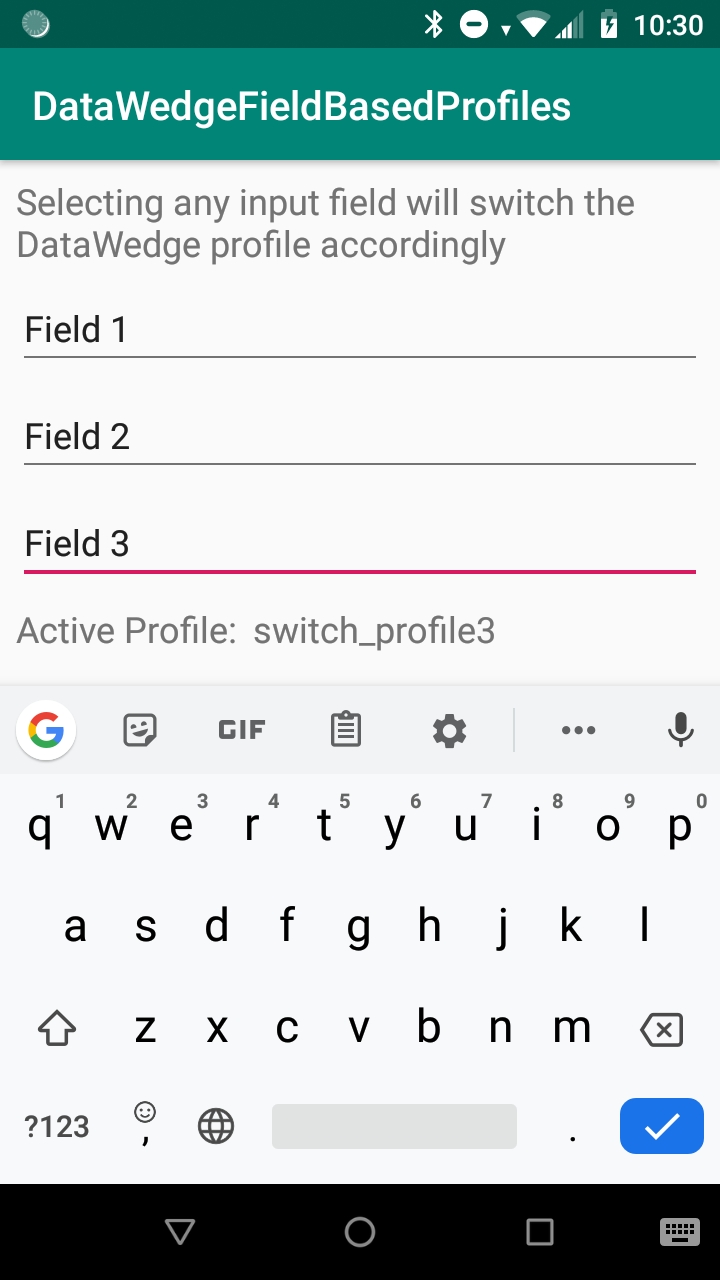 10:30
DataWedgeFieldBasedProfiles
Selecting any input field will switch the
DataWedge profile accordingly
Field 1
Field 2
Field 3
Active Profile: switch_profile3
G GIF
1 2 3 4 5 6 7 8 9 0
q w e r t y u i o p
a s d f g h j k l
z x c v b n m
?123 , .